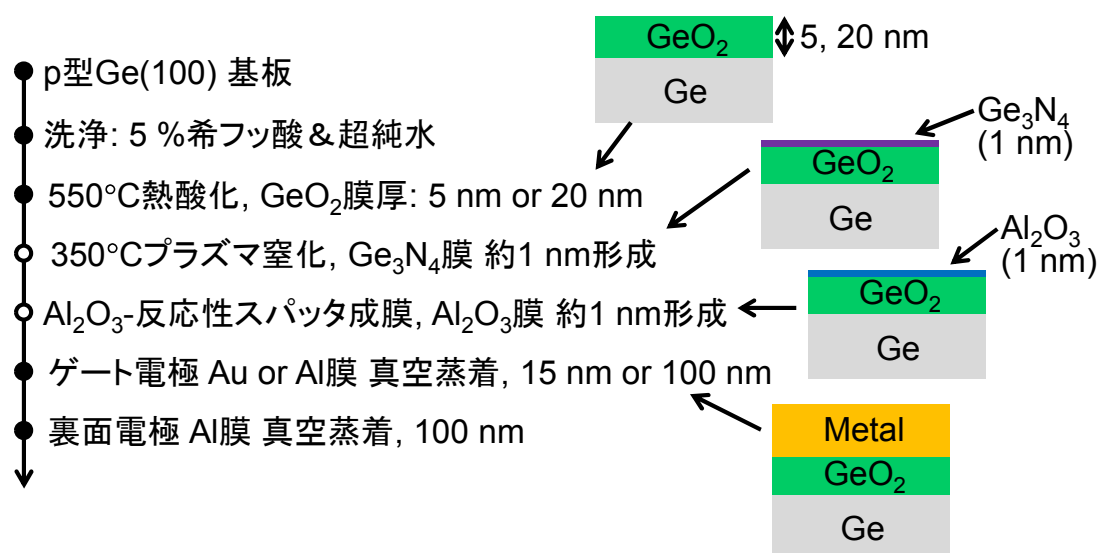 p型Ge(100) 基板
洗浄: 5 %希フッ酸＆超純水
550°C熱酸化, GeO₂膜厚: 5 nm or 20 nm
350°Cプラズマ窒化, Ge₃N₄膜 約1 nm形成
Al₂O₃-反応性スパッタ成膜, Al₂O₃膜 約1 nm形成
ゲート電極 Au or Al膜 真空蒸着, 15 nm or 100 nm
裏面電極 Al膜 真空蒸着, 100 nm
GeO₂
5, 20 nm
Ge
Ge₃N₄
(1 nm)
GeO₂
Ge
Al₂O₃
(1 nm)
GeO₂
Ge
Metal
GeO₂
Ge